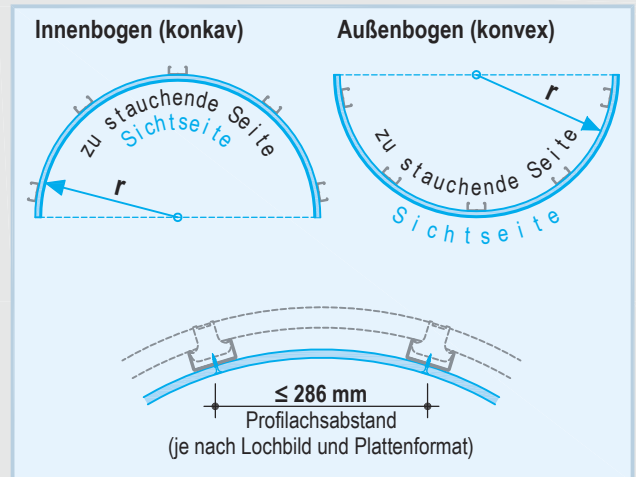 Innenbogen (konkav)
zu stauchende Seite
Sichtseite
r
Außenbogen (konvex)
r
zu stauchende Seite
Sichtseite
≤ 286 mm
Profilachsabstand
(je nach Lochbild und Plattenformat)